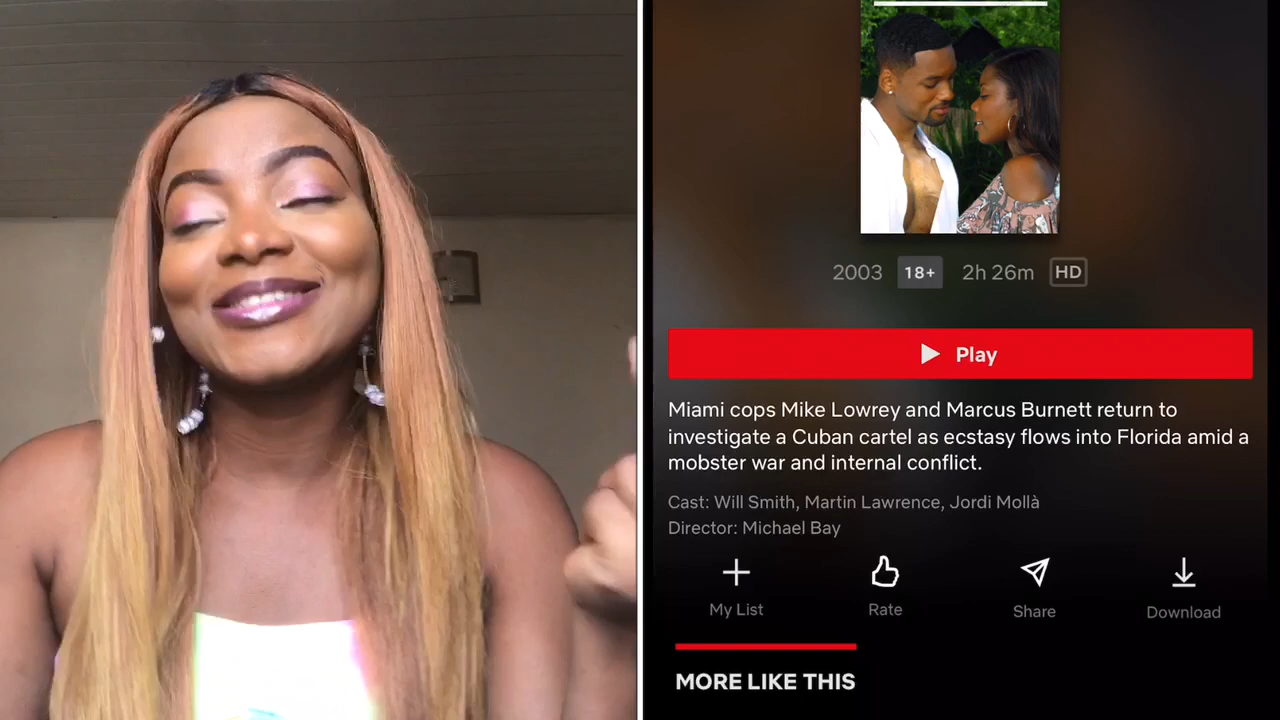 2003 18+ 2h 26m HD
Play
Miami cops Mike Lowrey and Marcus Burnett return to
investigate a Cuban cartel as ecstasy flows into Florida amid a
mobster war and internal conflict.
Cast: Will Smith, Martin Lawrence, Jordi Mollà
Director: Michael Bay
My List Rate Share Download
MORE LIKE THIS